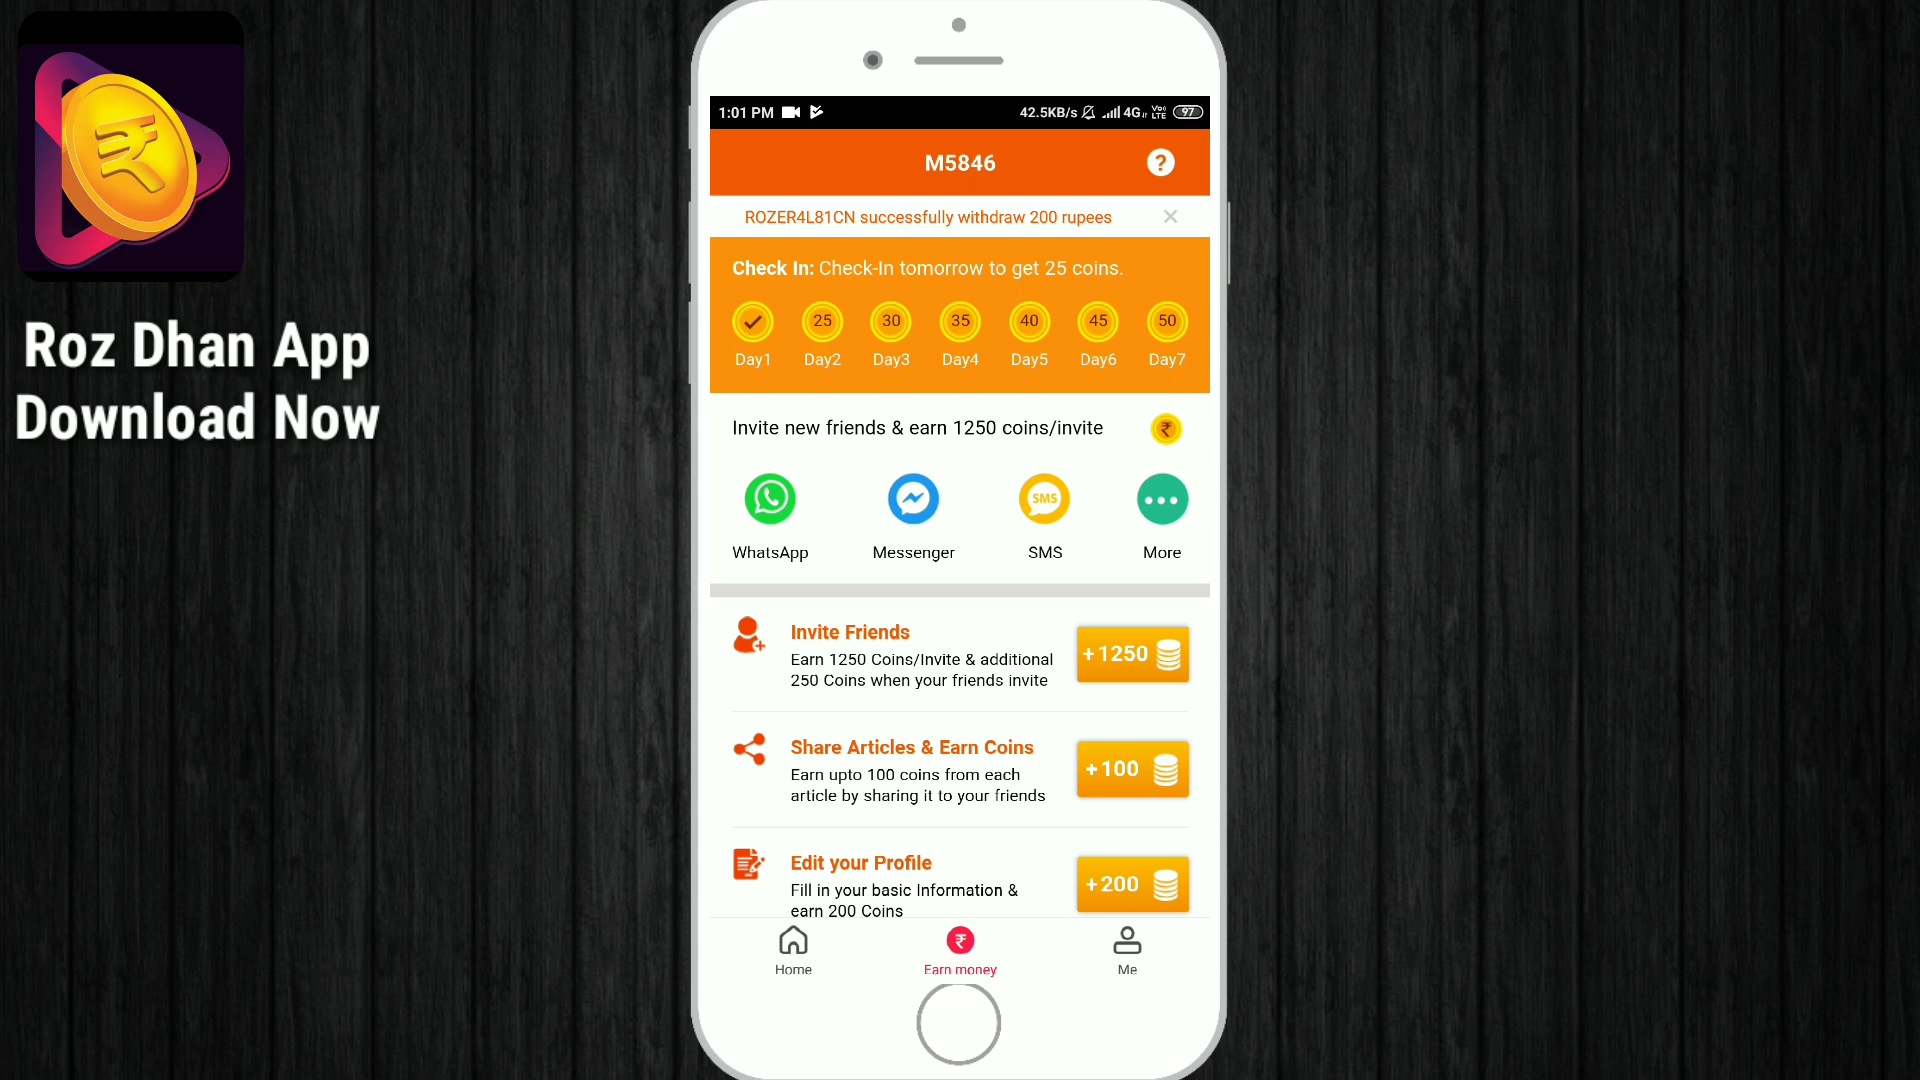 Roz Dhan App
Download Now
1:01 PM 42.5KB/s 4G Vo) LTE 97
M5846 ?
ROZER4L81CN successfully withdraw 200 rupees
Check In: Check-In tomorrow to get 25 coins.
25 30 35 40 45 50
Day1 Day2 Day3 Day4 Day5 Day6 Day7
Invite new friends & earn 1250 coins/invite ₹
SMS
WhatsApp Messenger SMS More
Invite Friends
Earn 1250 Coins/Invite & additional
250 Coins when your friends invite
+1250
Share Articles & Earn Coins
Earn upto 100 coins from each
article by sharing it to your friends
+100
Edit your Profile
Fill in your basic Information &
earn 200 Coins
+200
₹
Home Earn money Me